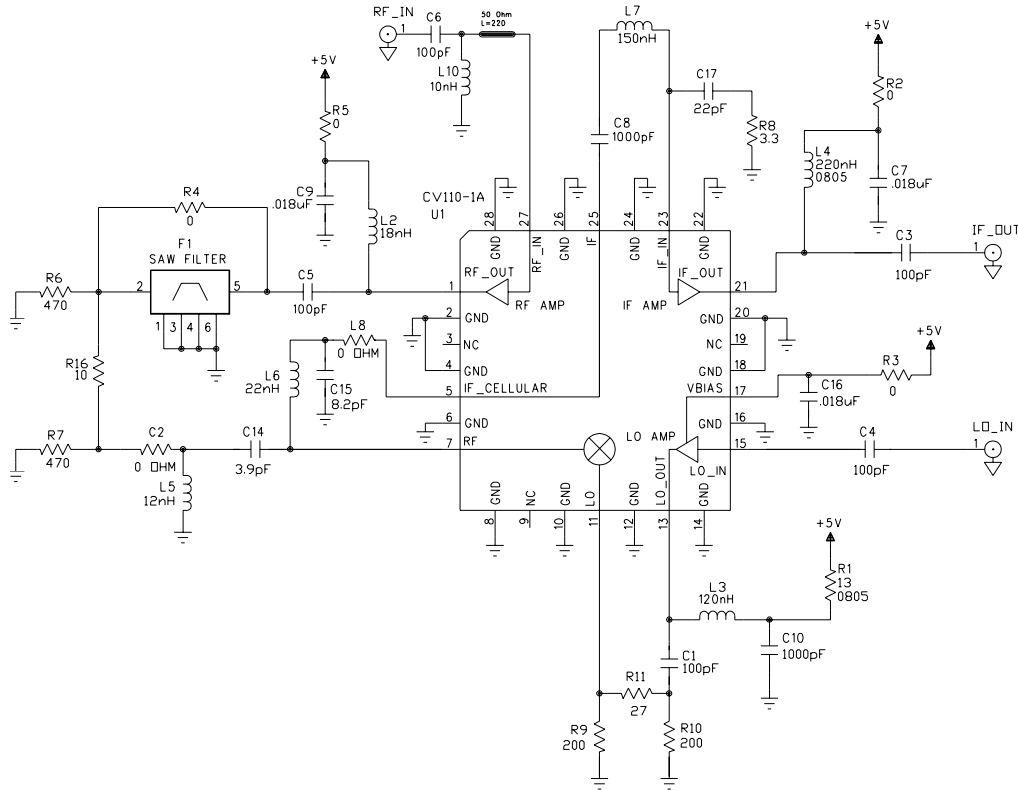 RF_IN
1
C6
100pF
50 Ohm
L=220
L10
10nH
L7
150nH
C17
22pF
R8
3.3
C8
1000pF
+5V
R2
0
L4
220nH
0805
C7
.018uF
C3
100pF
IF_OUT
1
+5V
R5
0
C9
.018uF
L2
18nH
R4
0
F1
SAW FILTER
2
5
1
3
4
6
R6
470
C5
100pF
R16
10
R7
470
C2
0 OHM
L5
12nH
C14
3.9pF
L6
22nH
C15
8.2pF
L8
0 OHM
CV110-1A
U1
28
27
26
25
24
23
22
GND
RF_IN
GND
IF
GND
IF_IN
GND
RF_OUT
RF AMP
IF_OUT
IF AMP
1
21
2
GND
GND
20
3
NC
NC
19
4
GND
GND
18
5
IF_CELLULAR
VBIAS
17
6
GND
GND
16
7
RF
LO AMP
15
LO_IN
LO_OUT
GND
NC
GND
LO
GND
GND
8
9
10
11
12
13
14
+5V
R3
0
C16
.018uF
C4
100pF
LO_IN
1
+5V
R1
13
0805
L3
120nH
C10
1000pF
C1
100pF
R11
27
R9
200
R10
200